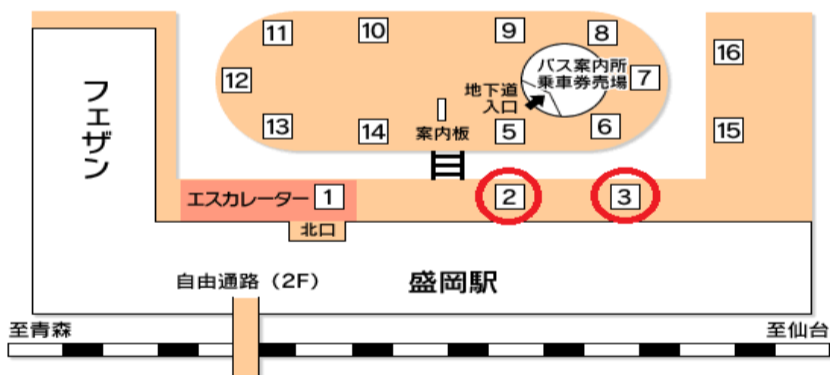 11
10
9
8
16
バス案内所
乗車券売場
7
12
地下道
入口
フェザン
13
14
案内板
5
6
15
エスカレーター
1
2
3
北口
自由通路（2F）
盛岡駅
至青森
至仙台